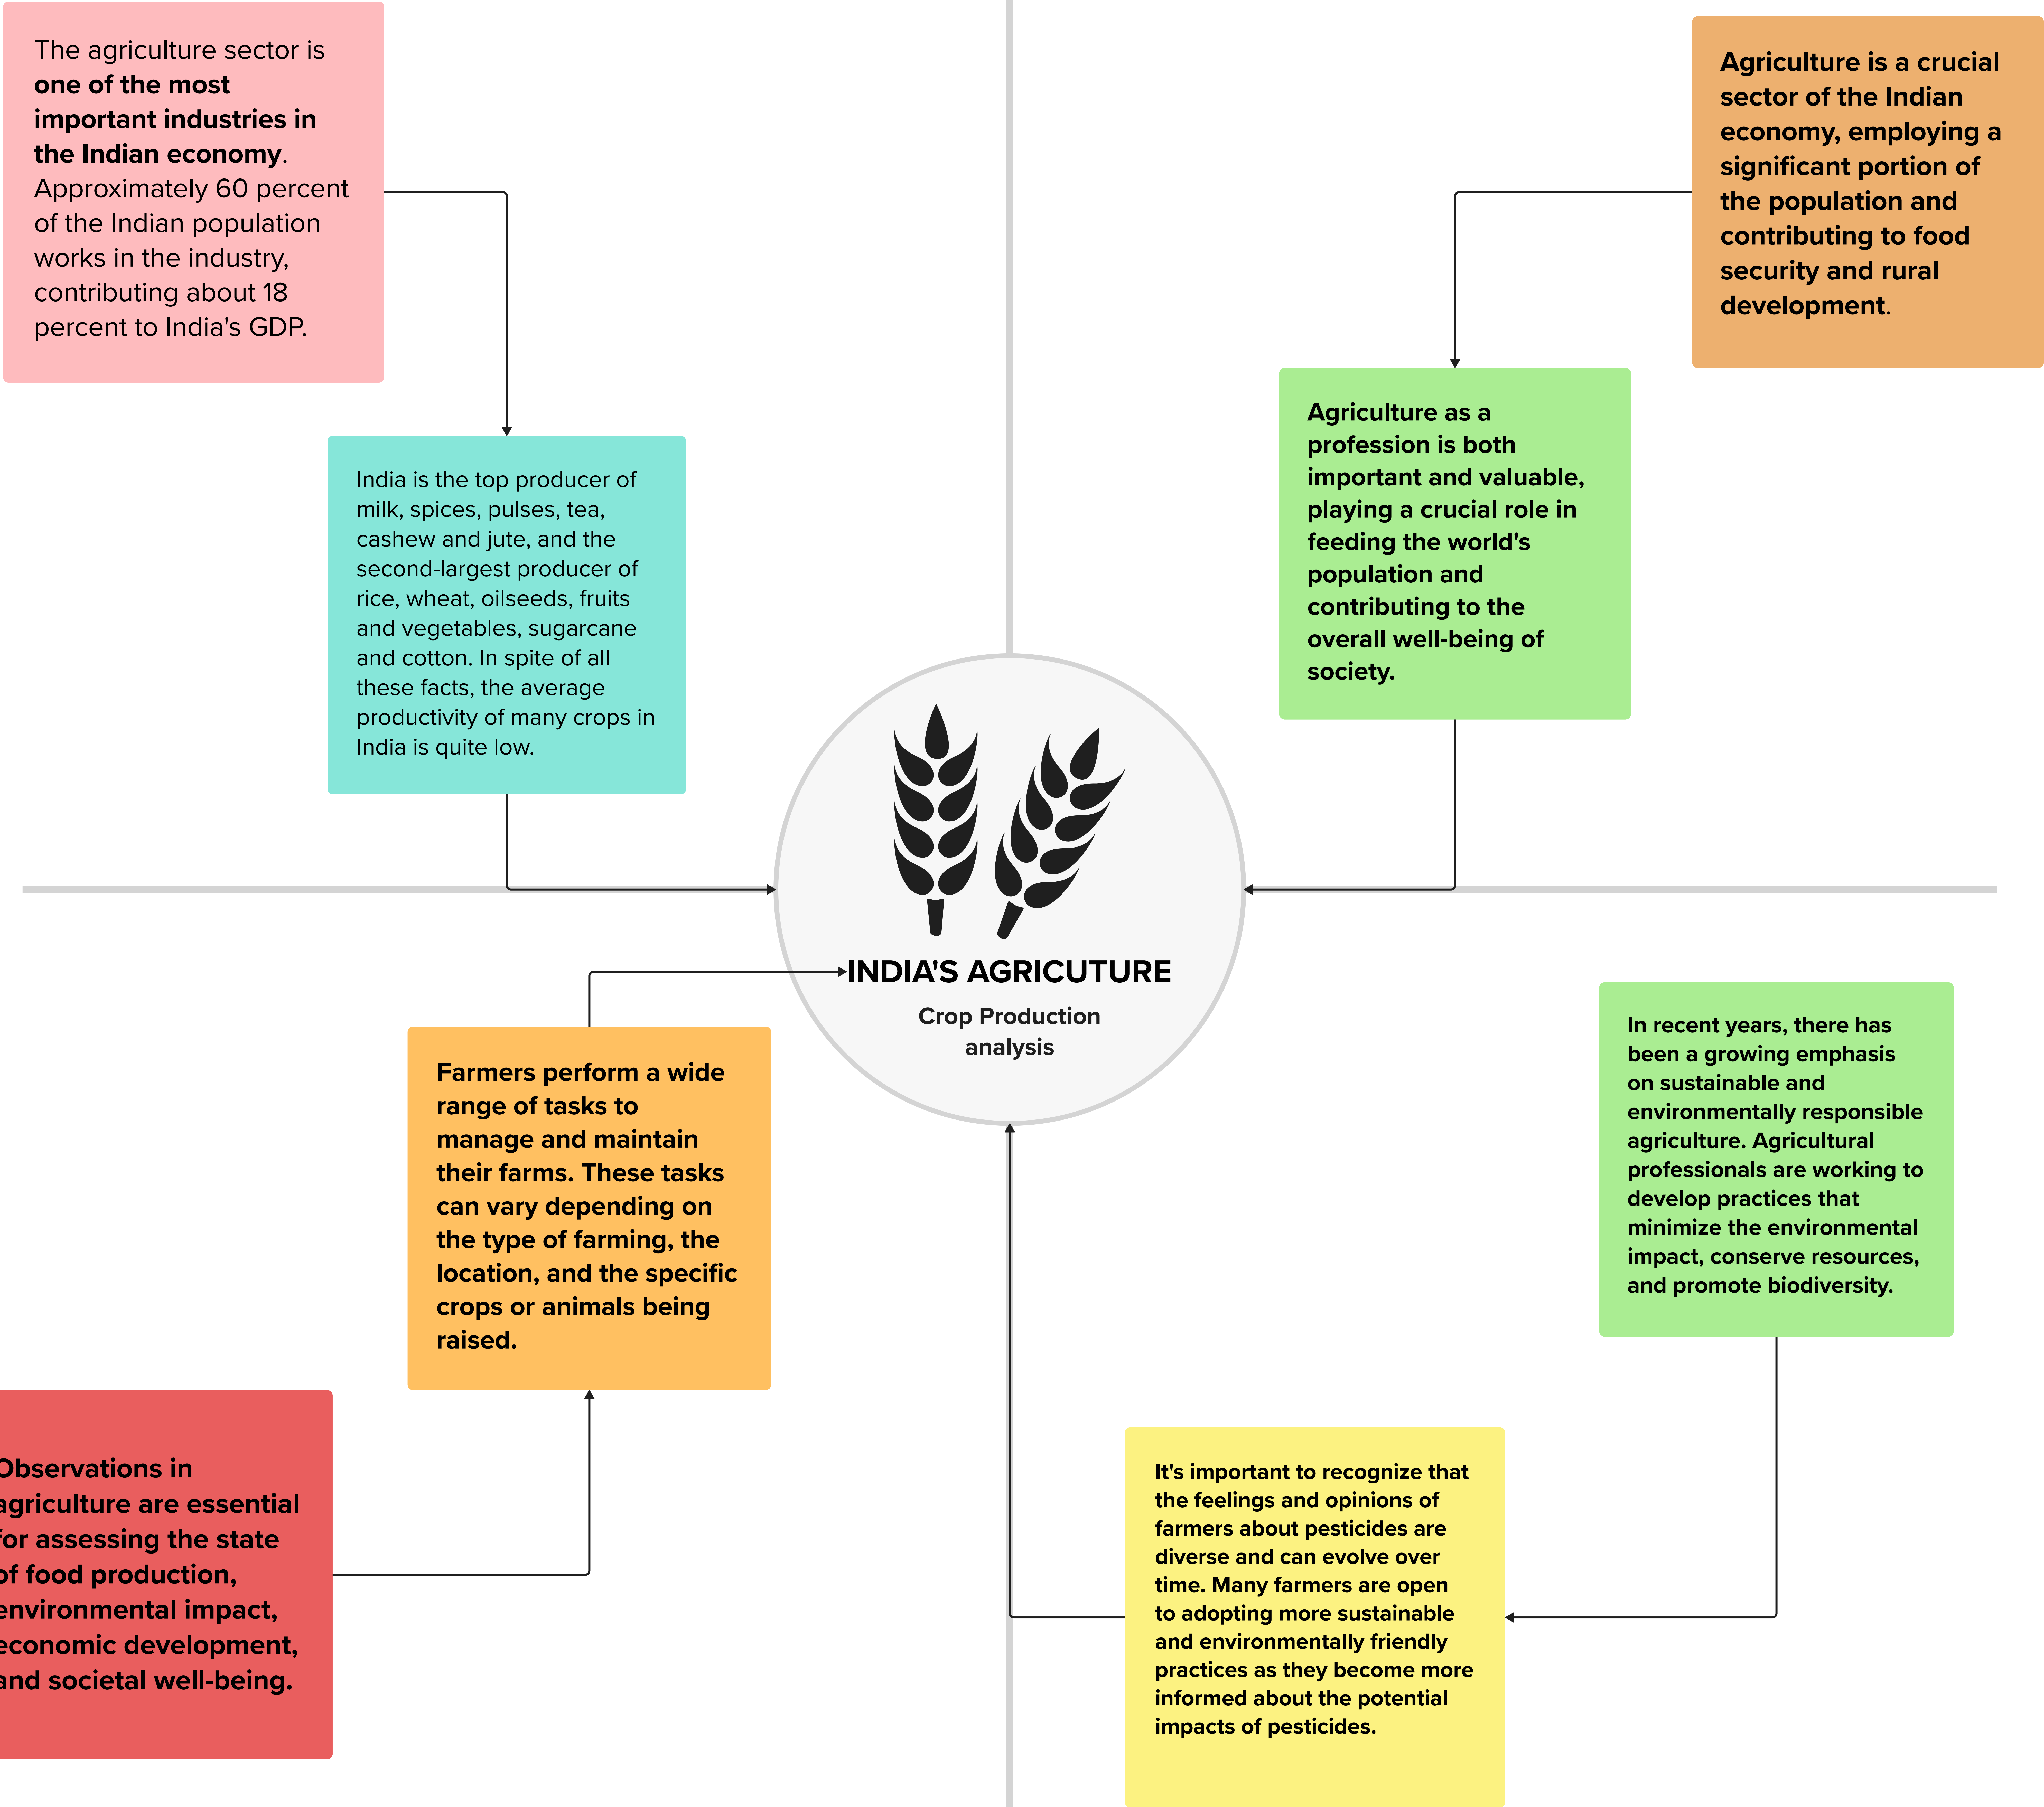 The agriculture sector is
one of the most
important industries in
the Indian economy.
Approximately 60 percent
of the Indian population
works in the industry,
contributing about 18
percent to India's GDP.
India is the top producer of
milk, spices, pulses, tea,
cashew and jute, and the
second-largest producer of
rice, wheat, oilseeds, fruits
and vegetables, sugarcane
and cotton. In spite of all
these facts, the average
productivity of many crops in
India is quite low.
Agriculture is a crucial
sector of the Indian
economy, employing a
significant portion of
the population and
contributing to food
security and rural
development.
Agriculture as a
profession is both
important and valuable,
playing a crucial role in
feeding the world's
population and
contributing to the
overall well-being of
society.
INDIA'S AGRICUTURE
Crop Production
analysis
Farmers perform a wide
range of tasks to
manage and maintain
their farms. These tasks
can vary depending on
the type of farming, the
location, and the specific
crops or animals being
raised.
Observations in
agriculture are essential
for assessing the state
of food production,
environmental impact,
economic development,
and societal well-being.
In recent years, there has
been a growing emphasis
on sustainable and
environmentally responsible
agriculture. Agricultural
professionals are working to
develop practices that
minimize the environmental
impact, conserve resources,
and promote biodiversity.
It's important to recognize that
the feelings and opinions of
farmers about pesticides are
diverse and can evolve over
time. Many farmers are open
to adopting more sustainable
and environmentally friendly
practices as they become more
informed about the potential
impacts of pesticides.